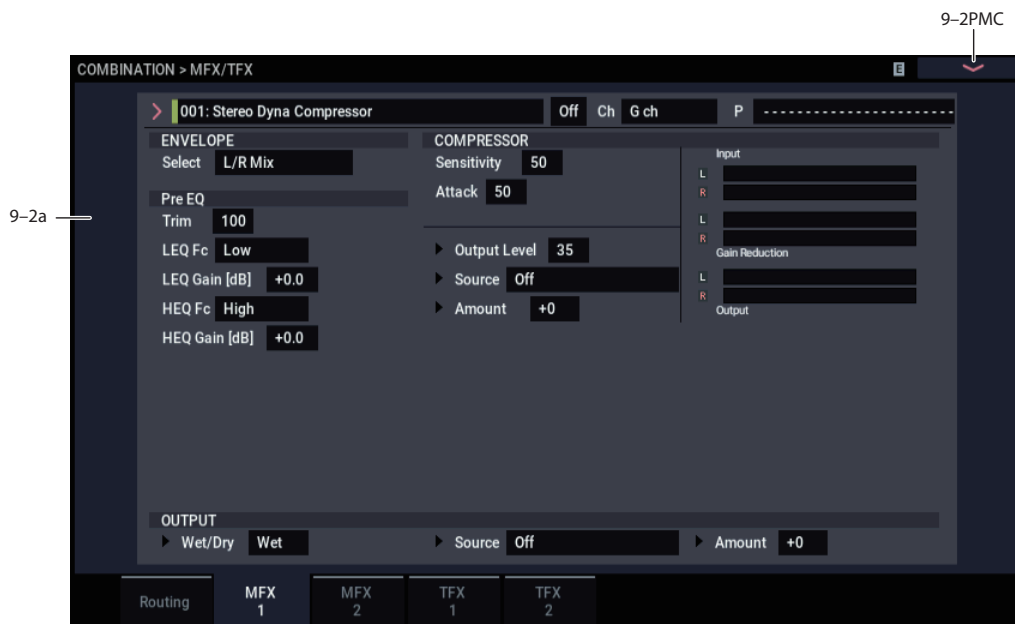 9–2PMC
COMBINATION > MFX/TFX
E
001: Stereo Dyna Compressor Off Ch G ch P -----------------------
ENVELOPE COMPRESSOR
Select L/R Mix Sensitivity 50 Input
L
Pre EQ Attack 50 R
9–2a
Trim 100 L
R
LEQ Fc Low Output Level 35 Gain Reduction
LEQ Gain [dB] +0.0 Source Off L
R
HEQ Fc High Amount +0 Output
HEQ Gain [dB] +0.0
OUTPUT
Wet/Dry Wet Source Off Amount +0
Routing MFX 1 MFX 2 TFX 1 TFX 2